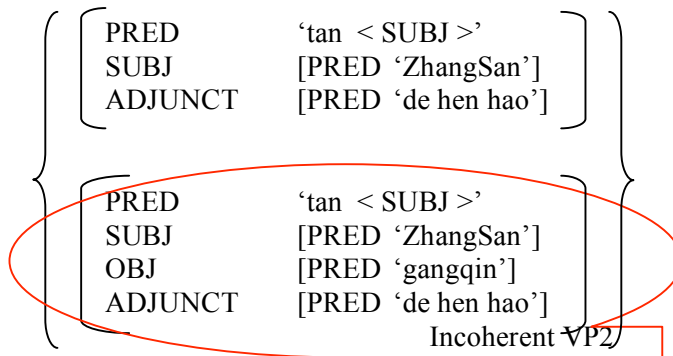 PRED ‘tan < SUBJ >’
SUBJ [PRED ‘ZhangSan’]
ADJUNCT [PRED ‘de hen hao’]
PRED ‘tan < SUBJ >’
SUBJ [PRED ‘ZhangSan’]
OBJ [PRED ‘gangqin’]
ADJUNCT [PRED ‘de hen hao’]
Incoherent VP2